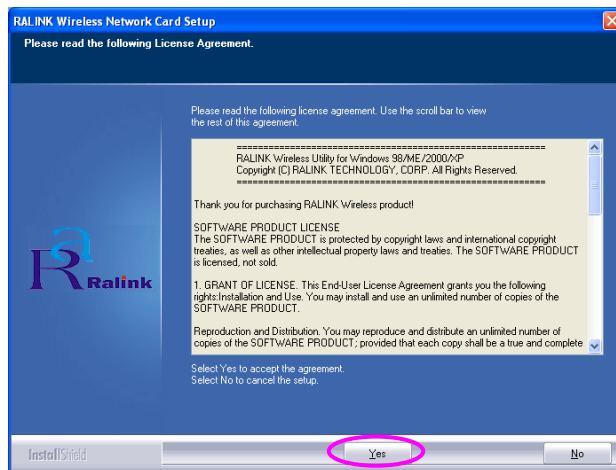 RALINK Wireless Network Card Setup
Please read the following License Agreement.
Please read the following license agreement. Use the scroll bar to view
the rest of this agreement.
============================================================
RALINK Wireless Utility for Windows 98/ME/2000/XP
Copyright (C) RALINK TECHNOLOGY, CORP. All Rights Reserved.
============================================================
Thank you for purchasing RALINK Wireless product!
SOFTWARE PRODUCT LICENSE
The SOFTWARE PRODUCT is protected by copyright laws and international copyright
treaties, as well as other intellectual property laws and treaties. The SOFTWARE PRODUCT
is licensed, not sold.
1. GRANT OF LICENSE. This End-User License Agreement grants you the following
rights:Installation and Use. You may install and use an unlimited number of copies of the
SOFTWARE PRODUCT.
Reproduction and Distribution. You may reproduce and distribute an unlimited number of
copies of the SOFTWARE PRODUCT; provided that each copy shall be a true and complete
Ralink
Select Yes to accept the agreement.
Select No to cancel the setup.
InstallShield
Yes
No